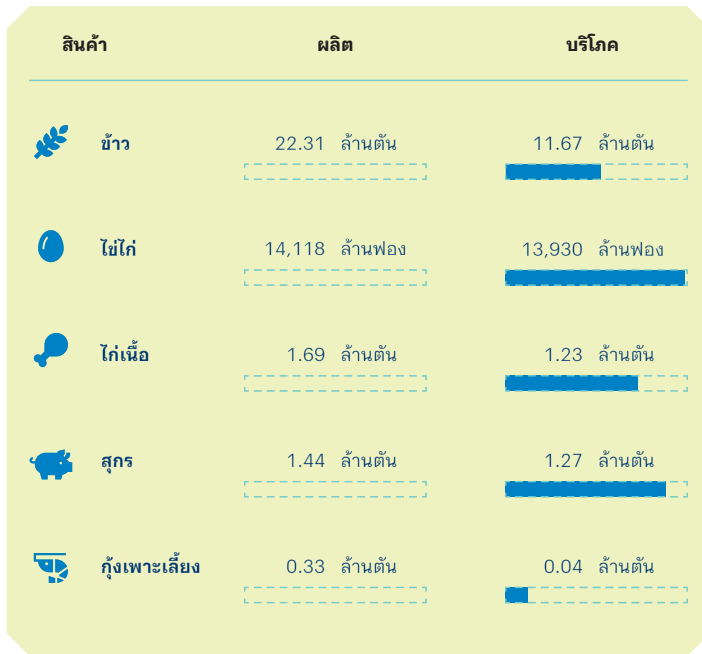 สินค้า ผลิต บริโภค
ข้าว 22.31 ล้านตัน 11.67 ล้านตัน
ไข่ไก่ 14,118 ล้านฟอง 13,930 ล้านฟอง
ไก่เนื้อ 1.69 ล้านตัน 1.23 ล้านตัน
สุกร 1.44 ล้านตัน 1.27 ล้านตัน
กุ้งเพาะเลี้ยง 0.33 ล้านตัน 0.04 ล้านตัน